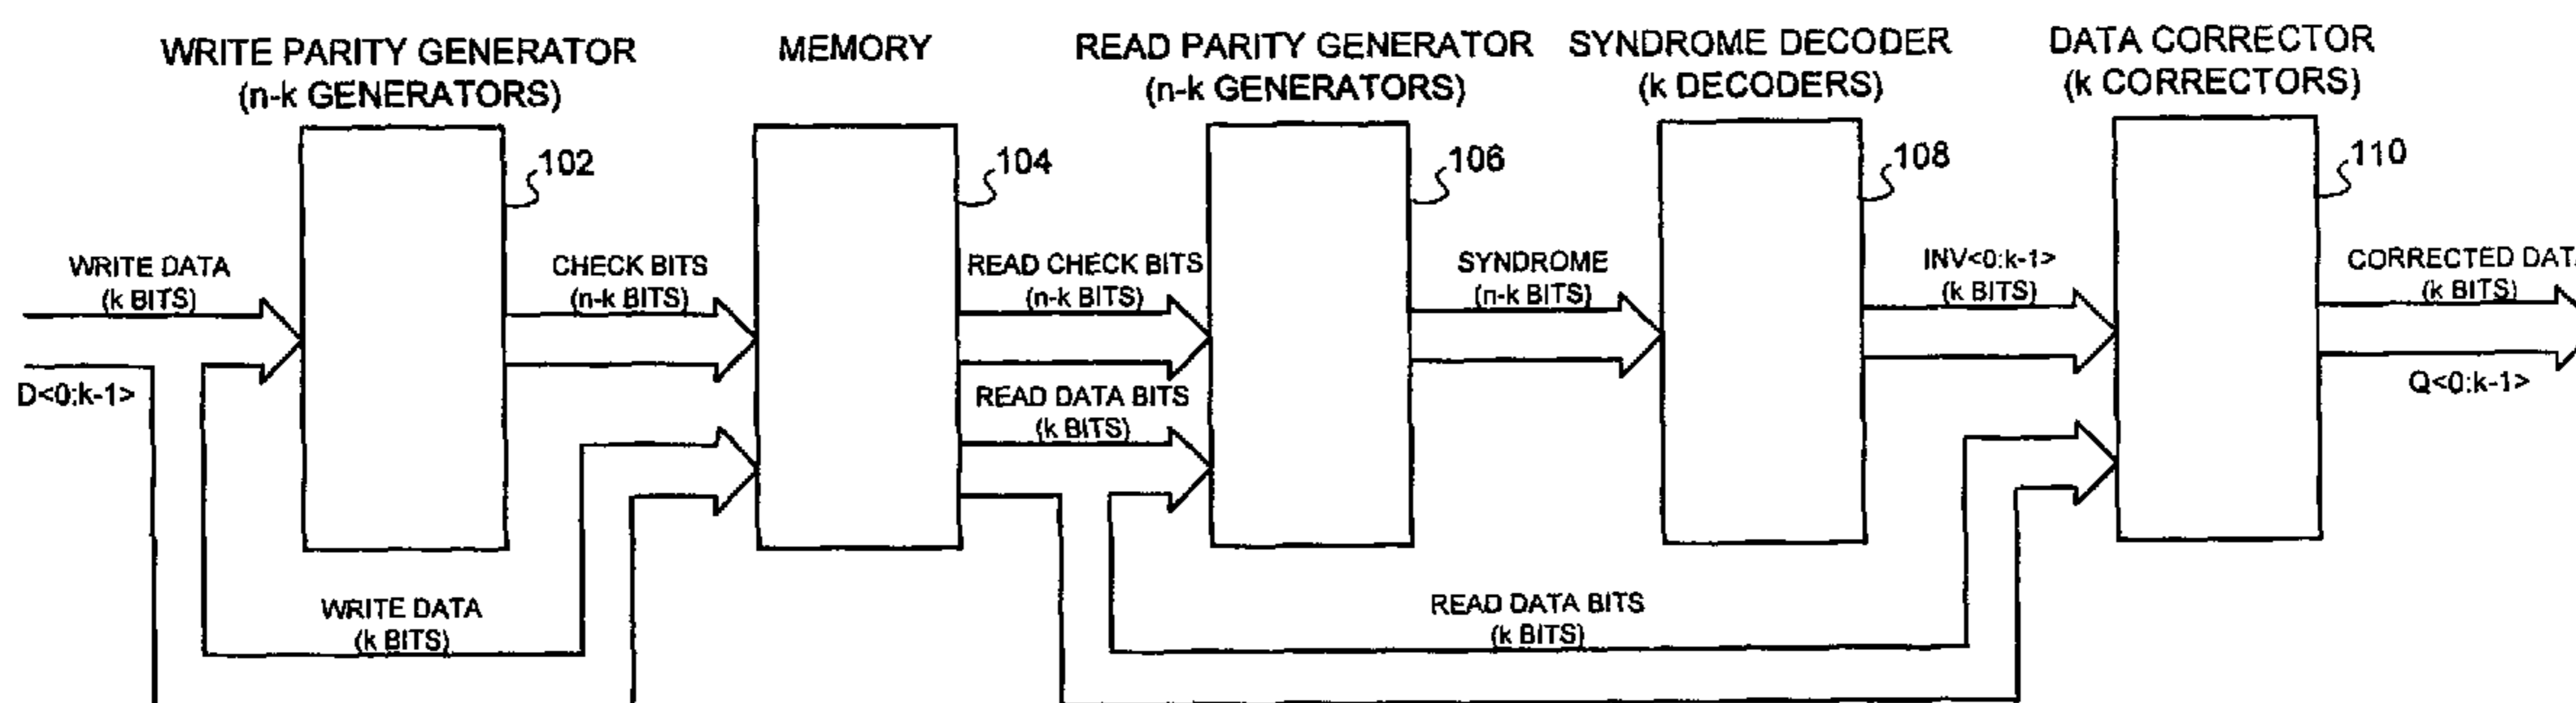 WRITE PARITY GENERATOR
(n-k GENERATORS)
MEMORY
READ PARITY GENERATOR
(n-k GENERATORS)
SYNDROME DECODER
(k DECODERS)
DATA CORRECTOR
(k CORRECTORS)
102
104
106
108
110
WRITE DATA
(k BITS)
CHECK BITS
(n-k BITS)
READ CHECK BITS
(n-k BITS)
SYNDROME
(n-k BITS)
INV<0:k-1>
(k BITS)
CORRECTED DATA
(k BITS)
D<0:k-1>
READ DATA BITS
(k BITS)
Q<0:k-1>
WRITE DATA
(k BITS)
READ DATA BITS
(k BITS)